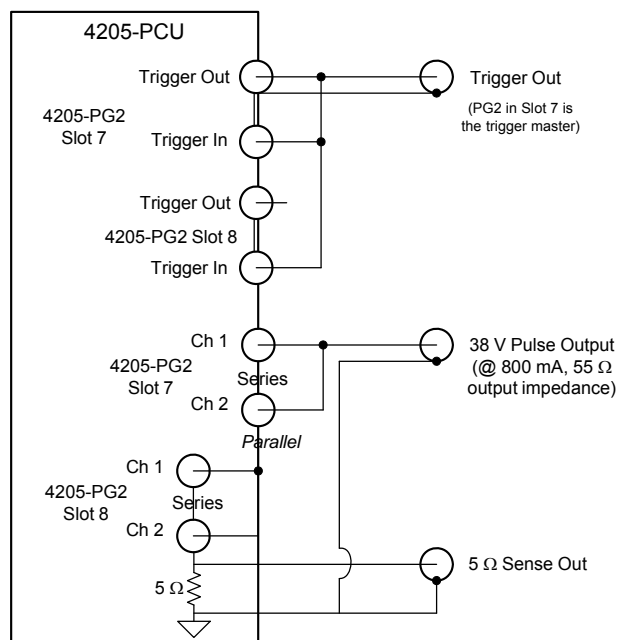 4205-PCU
Trigger Out
Trigger Out
(PG2 in Slot 7 is
the trigger master)
4205-PG2
Slot 7
Trigger In
Trigger Out
4205-PG2 Slot 8
Trigger In
Ch 1
38 V Pulse Output
(@ 800 mA, 55 Ω
output impedance)
4205-PG2
Slot 7
Series
Ch 2
Parallel
Ch 1
4205-PG2
Slot 8
Series
Ch 2
5 Ω Sense Out
5 Ω